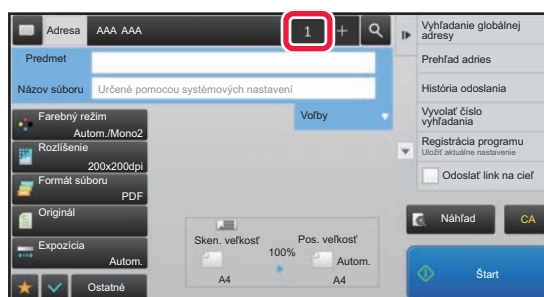 Adresa AAA AAA 1 +
Predmet
Názov súboru Určené pomocou systémových nastavení
Voľby
Farebný režim
Autom./Mono2
Rozlíšenie
200x200dpi
Formát súboru
PDF
Originál
Expozícia
Autom.
Ostatné
Sken. veľkosť
A4
100%
Pos. veľkosť
Autom.
A4
Vyhľadanie globálnej
adresy
Prehľad adries
História odoslania
Vyvolať číslo
vyhľadania
Registrácia programu
Uložiť aktuálne nastavenie
Odoslať link na cieľ
Náhľad CA
Štart